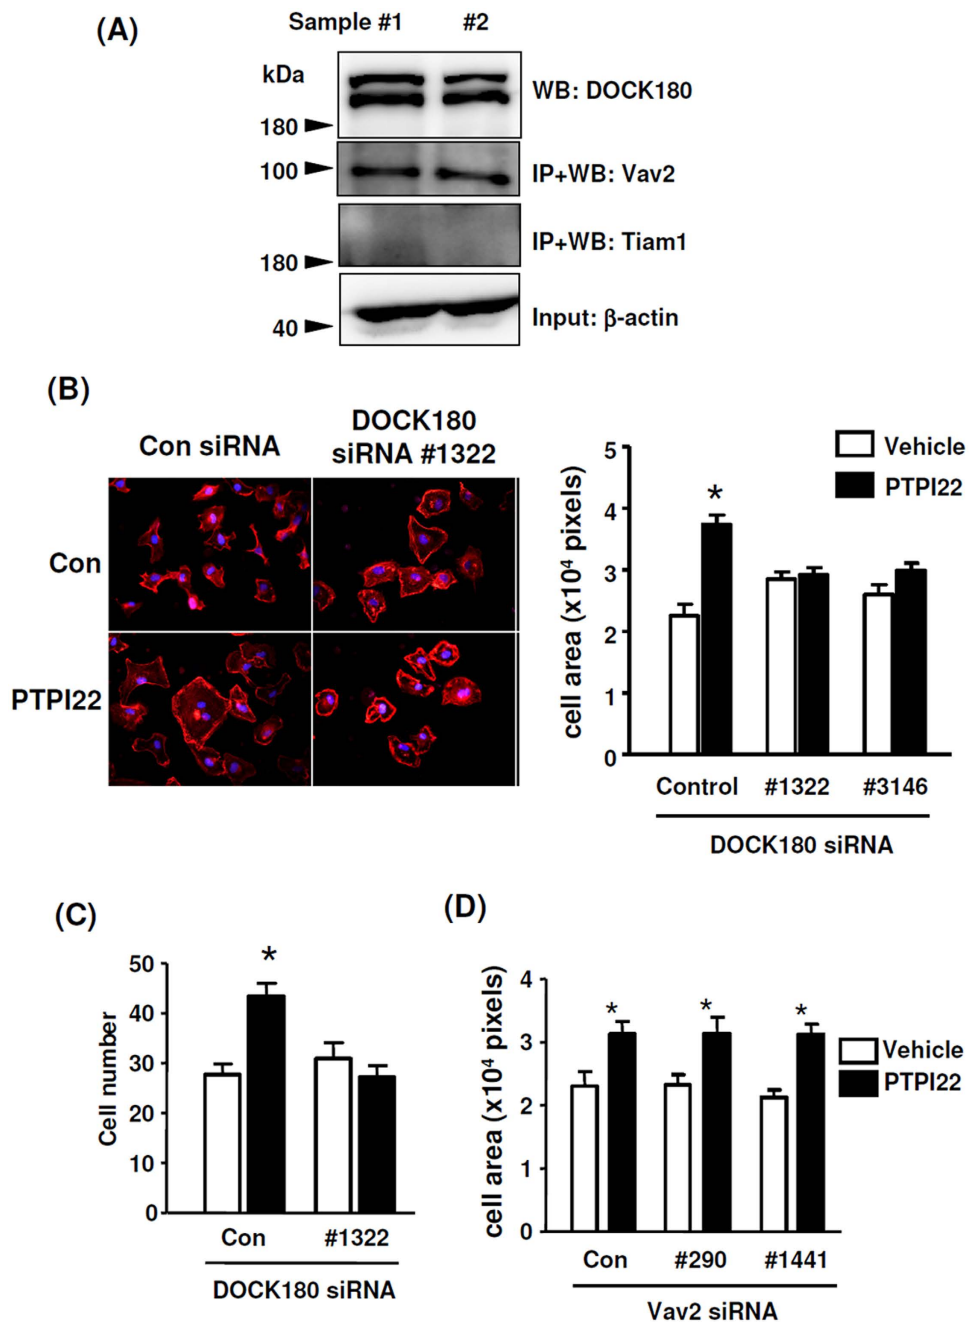 (A)
Sample #1 #2
kDa
WB: DOCK180
180
100
IP+WB: Vav2
IP+WB: Tiam1
180
Input: β-actin
40
(B)
Con siRNA
DOCK180
siRNA #1322
Con
PTPI22
Vehicle
PTPI22
cell area (x10⁴ pixels)
5
4
3
2
1
0
*
Control #1322 #3146
DOCK180 siRNA
(C)
Cell number
50
40
30
20
10
0
*
Con #1322
DOCK180 siRNA
(D)
cell area (x10⁴ pixels)
4
3
2
1
0
* * *
Vehicle
PTPI22
Con #290 #1441
Vav2 siRNA